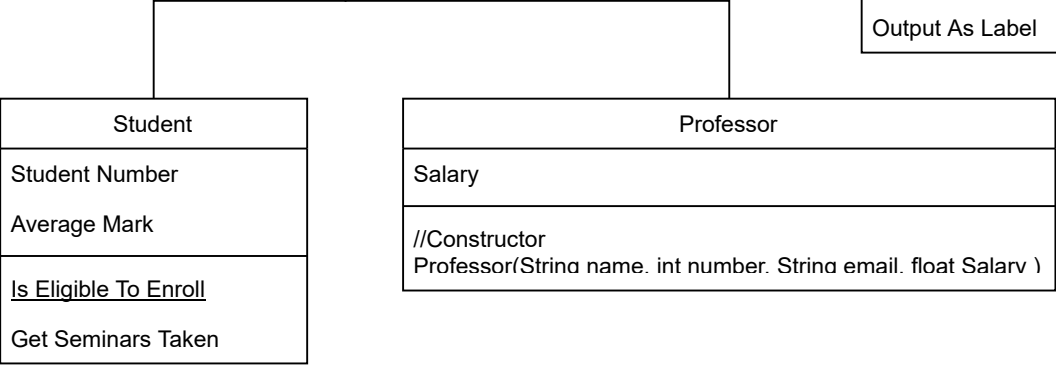 Output As Label
Student
Student Number
Average Mark
Is Eligible To Enroll
Get Seminars Taken
Professor
Salary
//Constructor
Professor(String name, int number, String email, float Salary )